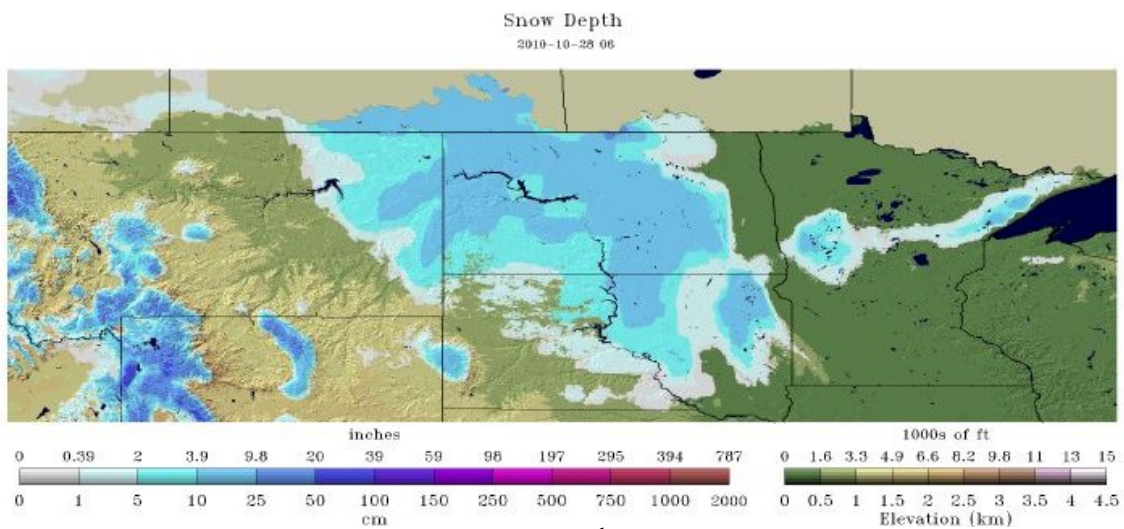 Snow Depth
2010-10-28 06
inches
0 0.39 2 3.9 9.8 20 39 59 98 197 295 394 787
0 1 5 10 25 50 100 150 250 500 750 1000 2000
cm
1000s of ft
0 1.6 3.3 4.9 6.6 8.2 9.8 11 13 15
0 0.5 1 1.5 2 2.5 3 3.5 4 4.5
Elevation (km)